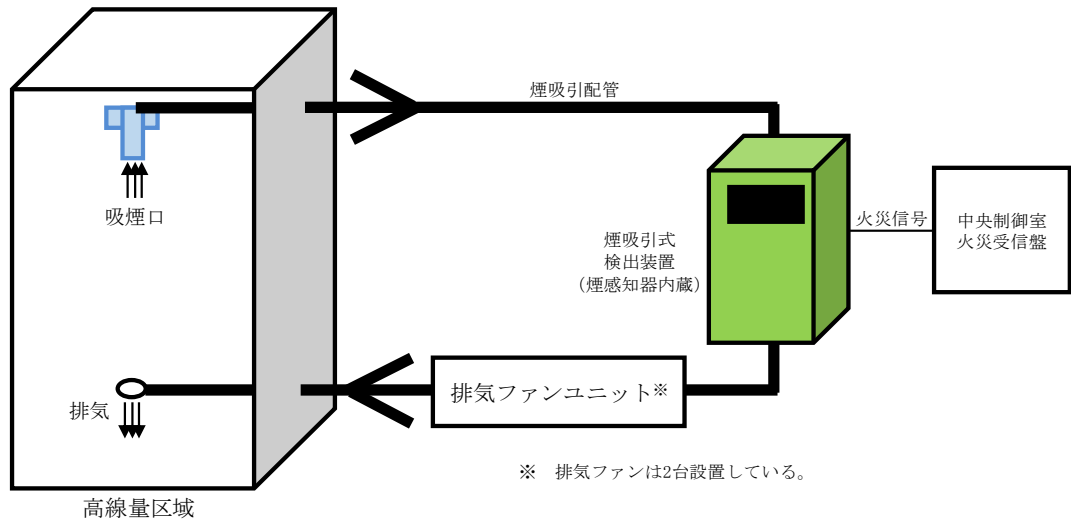 煙吸引配管
吸煙口
煙吸引式
検出装置
（煙感知器内蔵）
火災信号
中央制御室
火災受信盤
排気ファンユニット※
排気
※　排気ファンは2台設置している。
高線量区域